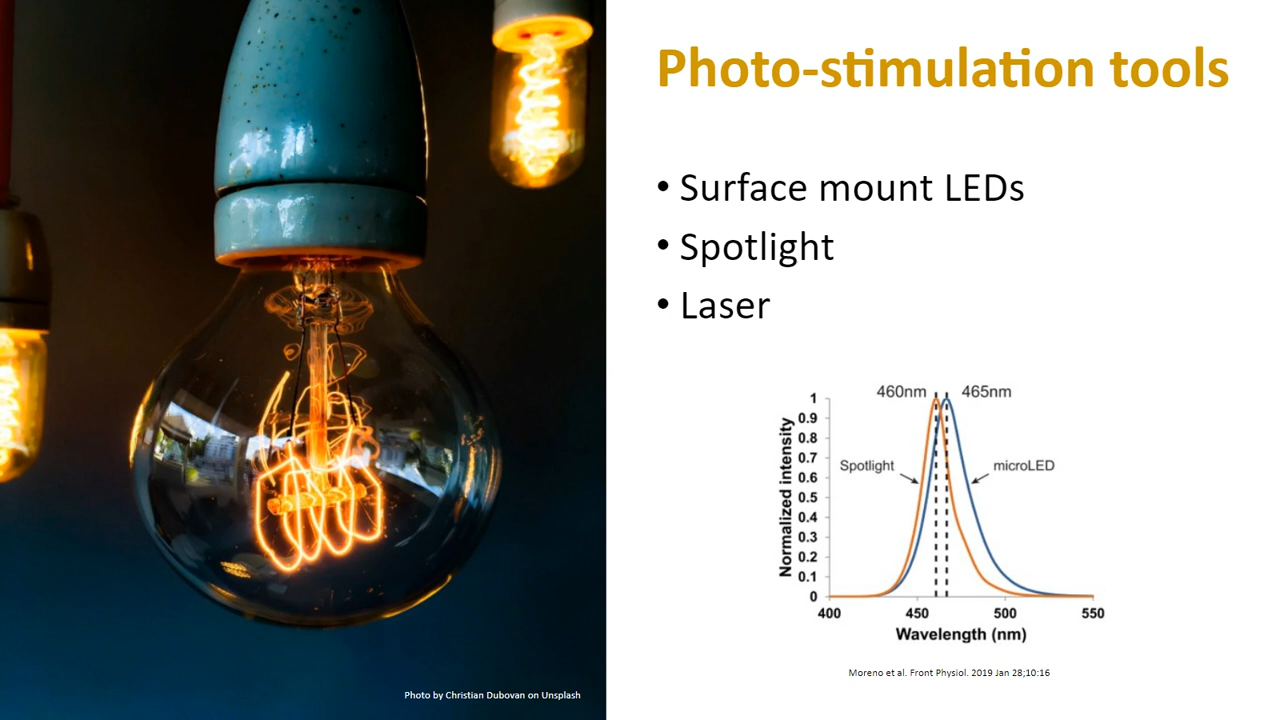 Photo-stimulation tools
• Surface mount LEDs
• Spotlight
• Laser
460nm 465nm
1
0.9
0.8
0.7
0.6
0.5
0.4
0.3
0.2
0.1
0
Normalized intensity
Spotlight
microLED
400 450 500 550
Wavelength (nm)
Moreno et al. Front Physiol. 2019 Jan 28;10:16
Photo by Christian Dubovan on Unsplash